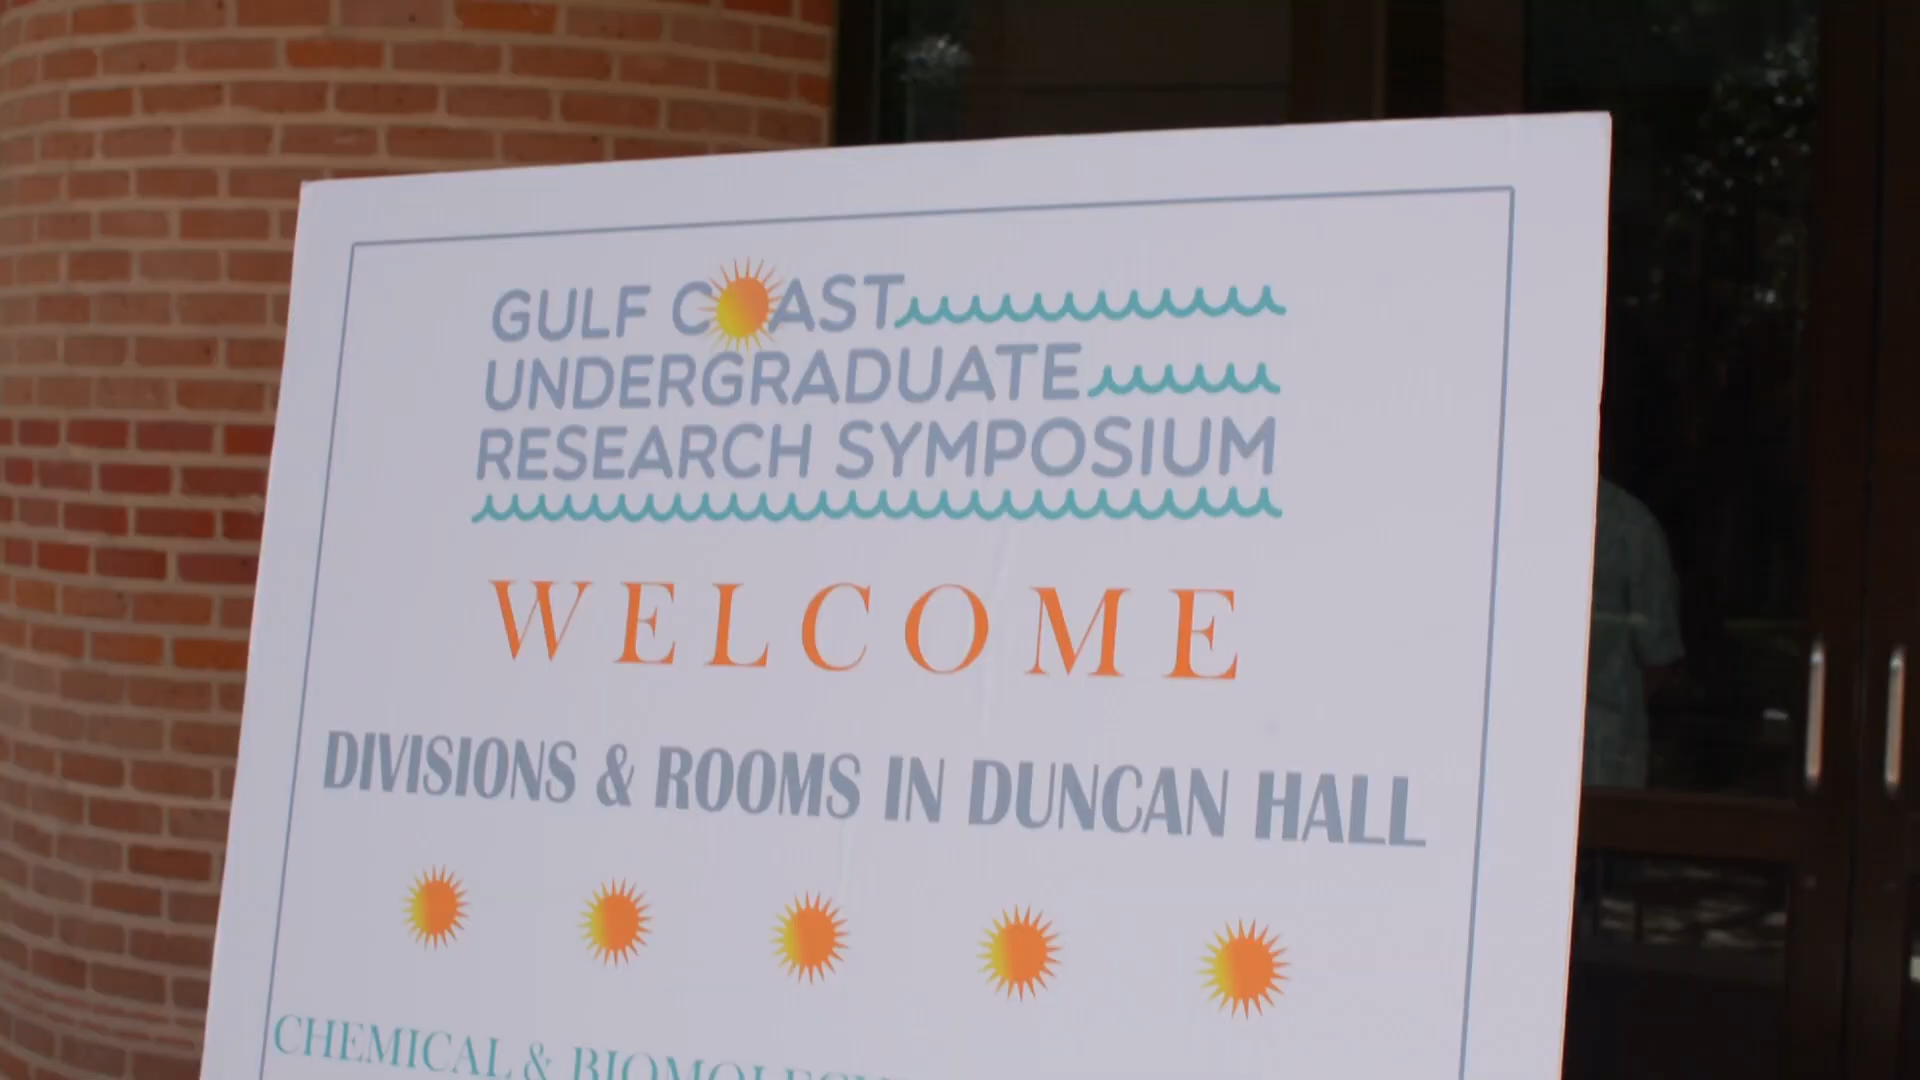 GULF COAST
UNDERGRADUATE
RESEARCH SYMPOSIUM
WELCOME
DIVISIONS & ROOMS IN DUNCAN HALL
CHEMICAL &